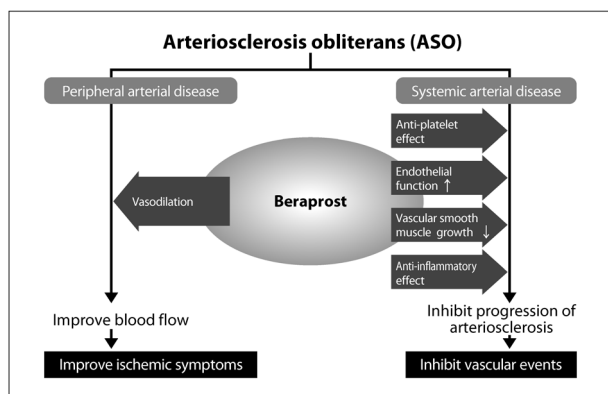 Arteriosclerosis obliterans (ASO)
Peripheral arterial disease
Systemic arterial disease
Anti-platelet
effect
Endothelial
function ↑
Vasodilation
Beraprost
Vascular smooth
muscle growth ↓
Anti-inflammatory
effect
Improve blood flow
Inhibit progression of
arteriosclerosis
Improve ischemic symptoms
Inhibit vascular events